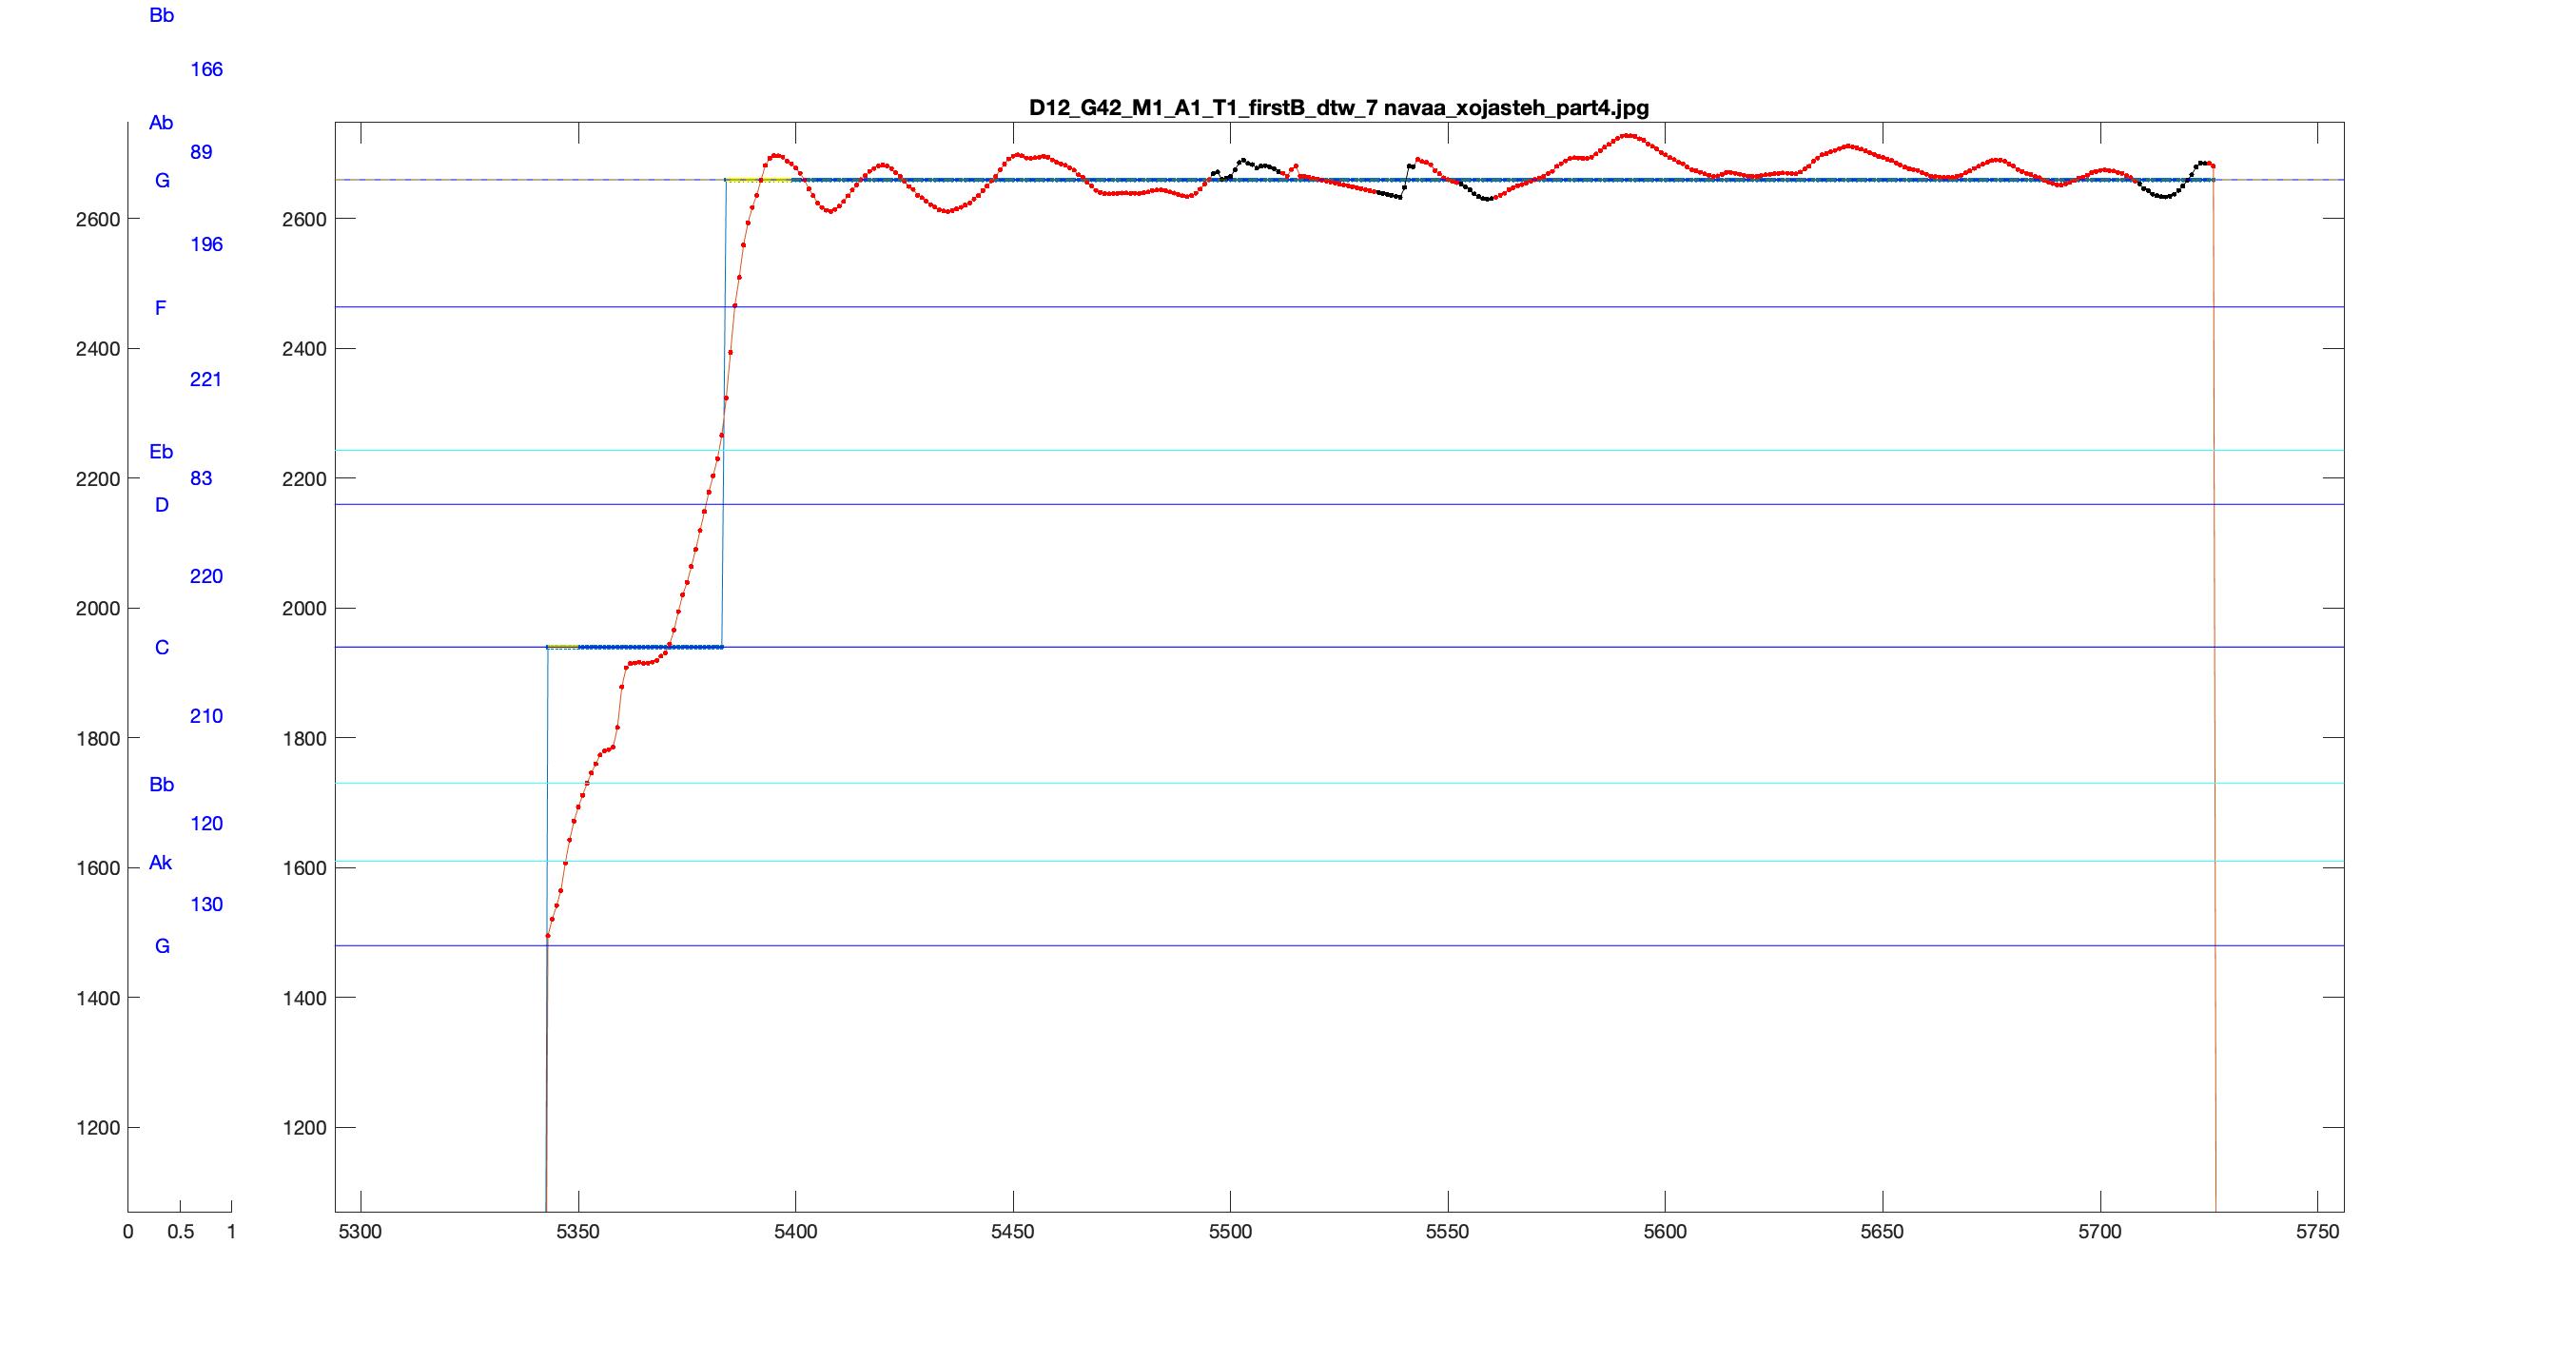 D12_G42_M1_A1_T1_firstB_dtw_7 navaa_xojasteh_part4.jpg
Bb
166
Ab
89
G
2600 2600
196
F
2400 2400
221
Eb
83
2200 2200
D
220
2000 2000
C
210
1800 1800
Bb
120
1600 Ak 1600
130
G
1400 1400
1200 1200
0 0.5 1 5300 5350 5400 5450 5500 5550 5600 5650 5700 5750